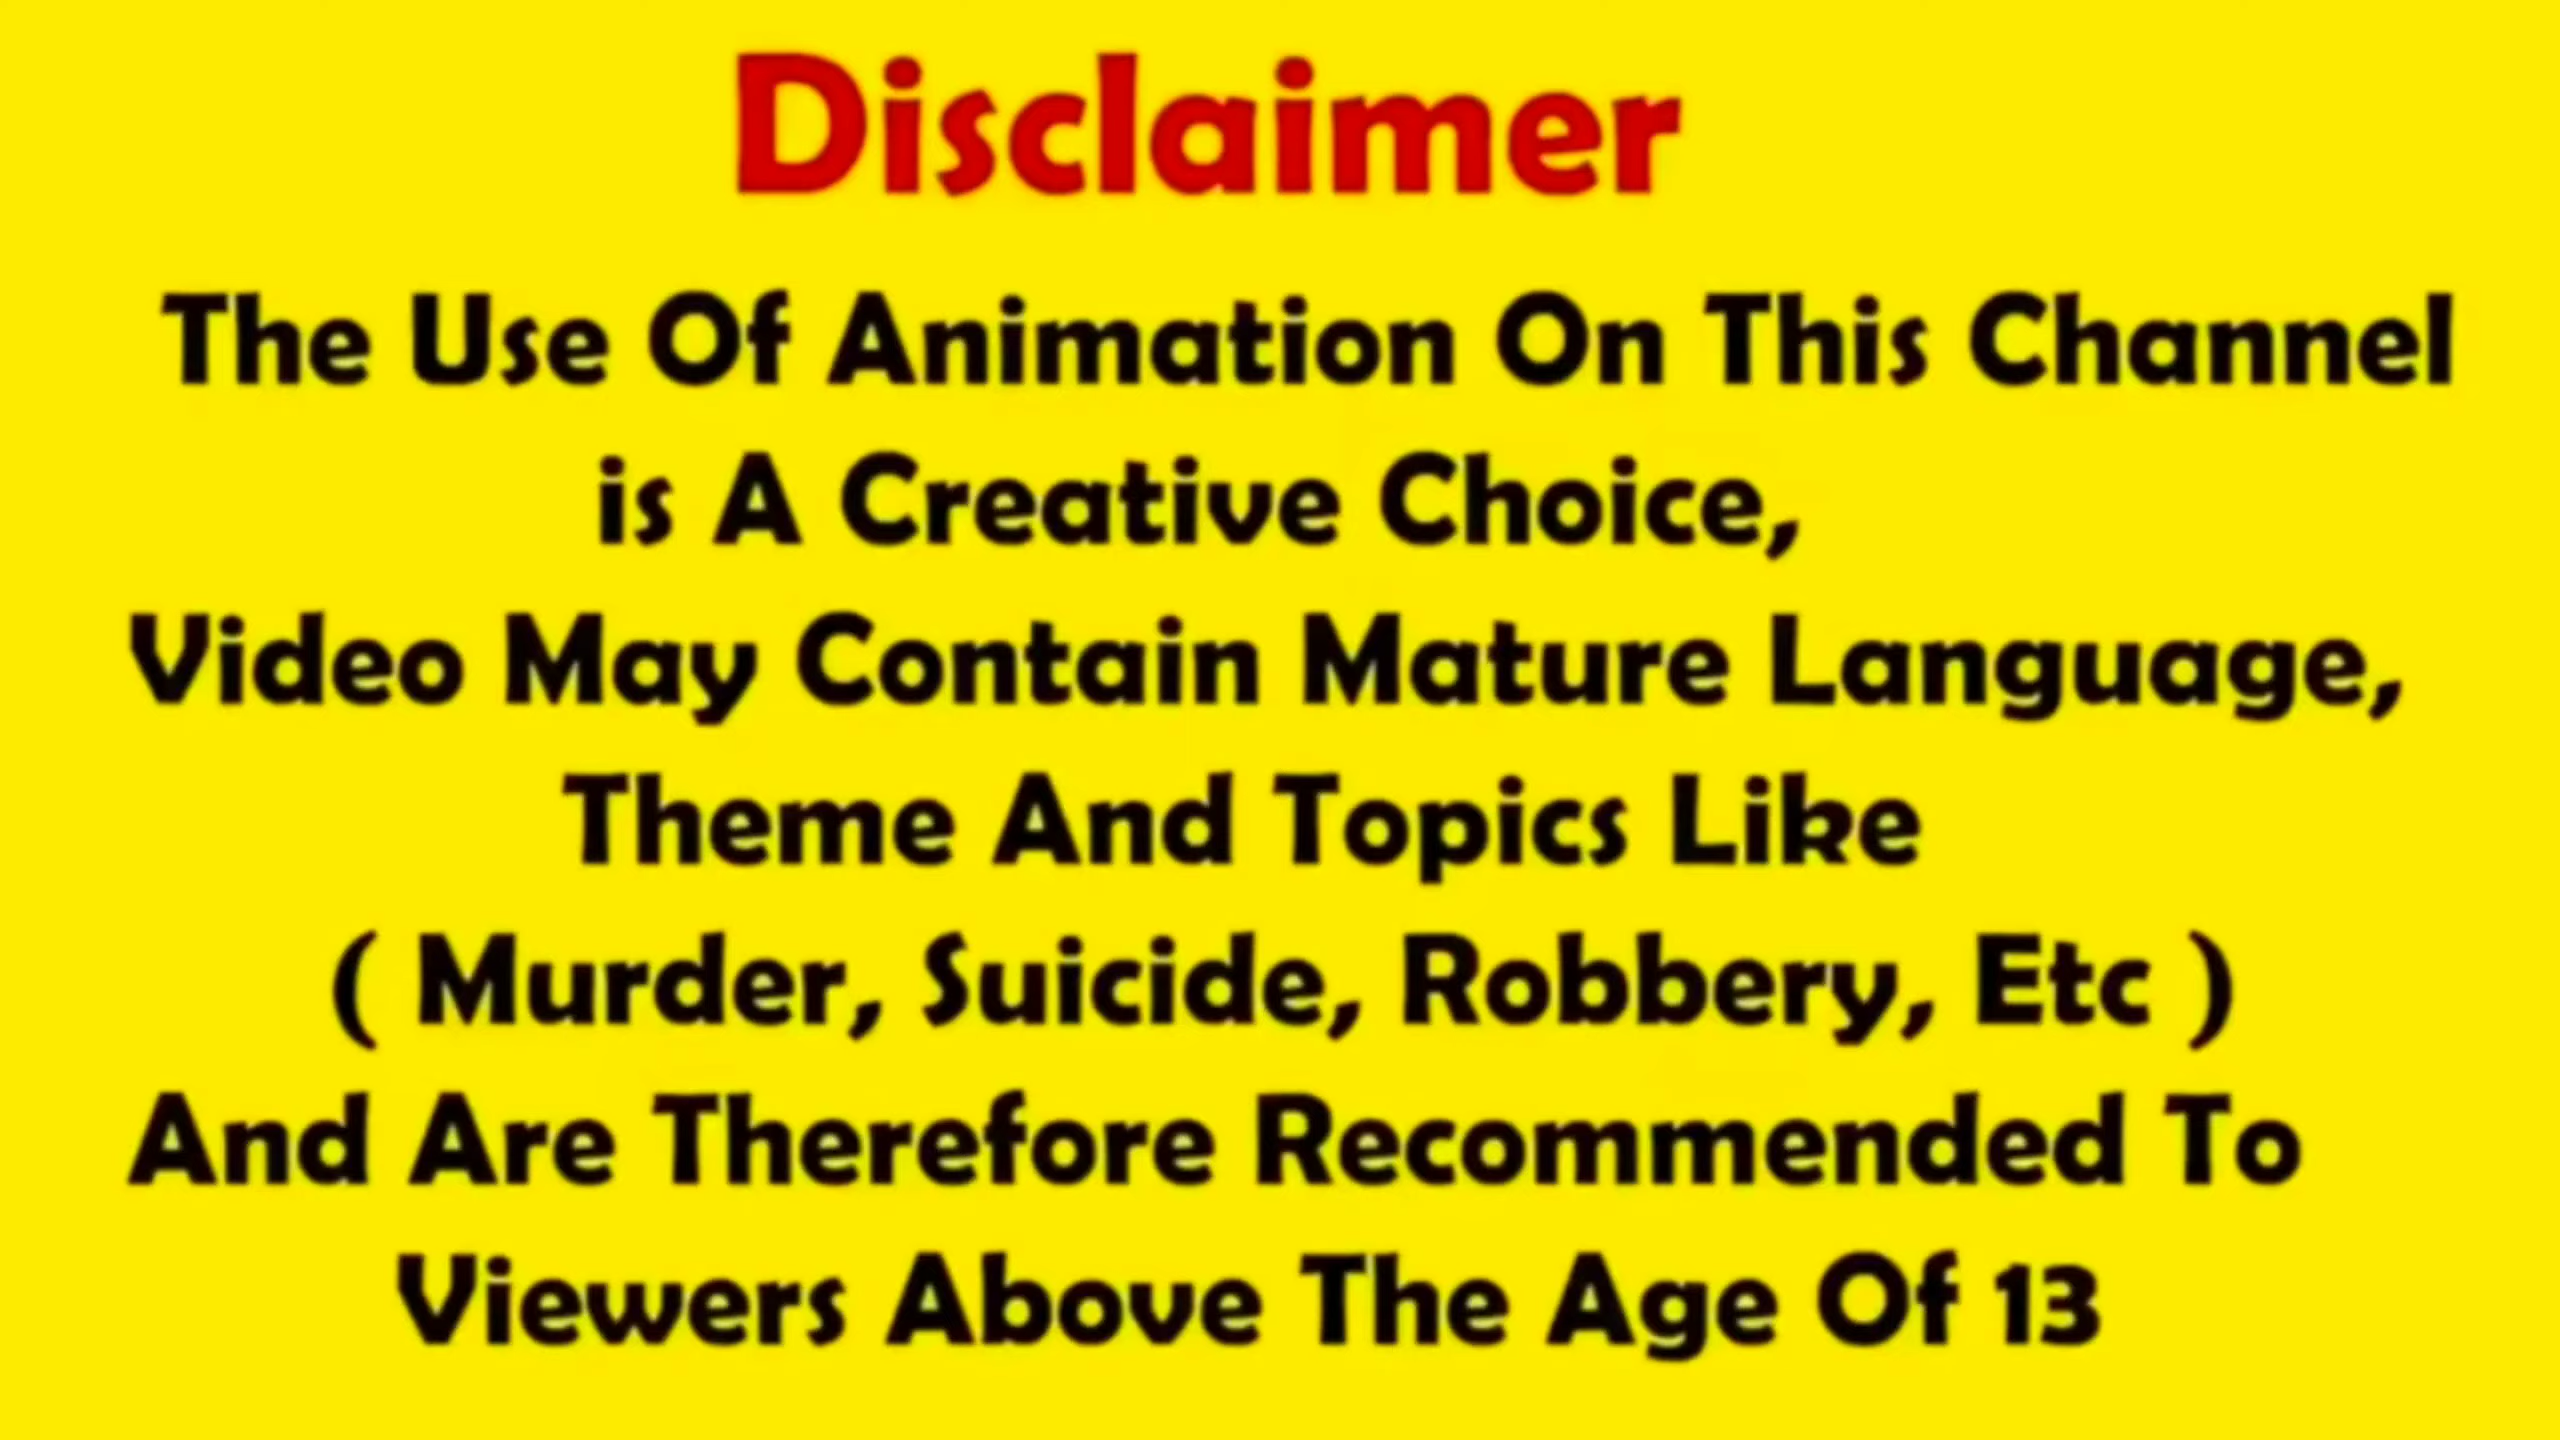 Disclaimer
The Use Of Animation On This Channel
is A Creative Choice,
Video May Contain Mature Language,
Theme And Topics Like
( Murder, Suicide, Robbery, Etc )
And Are Therefore Recommended To
Viewers Above The Age Of 13